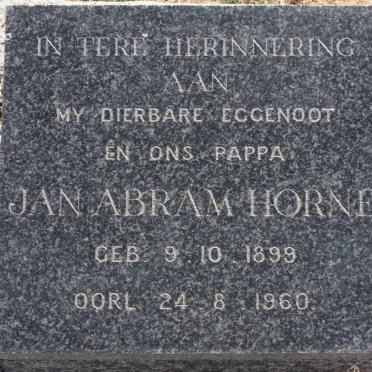 IN TERE HERINNERING
AAN
MY DIERBARE EGGENOOT
EN ONS PAPPA
JAN ABRAM HORNE
GEB. 9 . 10 . 1899
OORL. 24 . 8 . 1960.